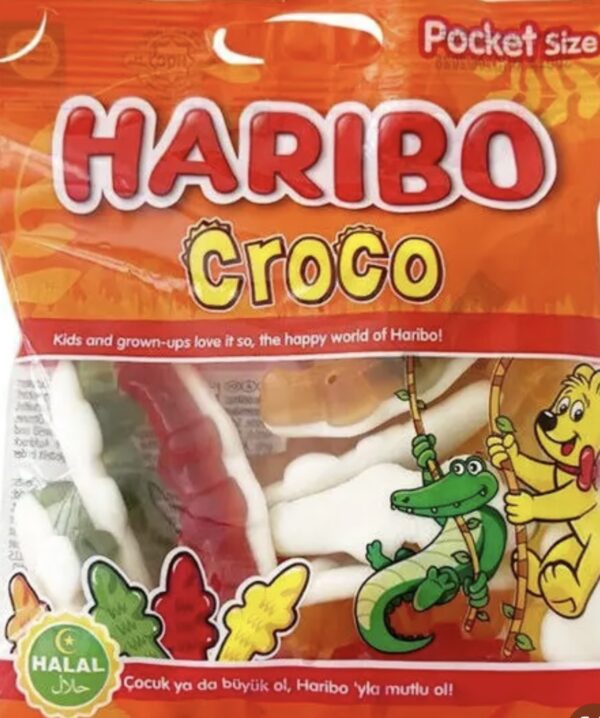 Pocket Size
HARIBO
Croco
Kids and grown-ups love it so, the happy world of Haribo!
HALAL
حلال
Çocuk ya da büyük ol, Haribo 'yla mutlu ol!